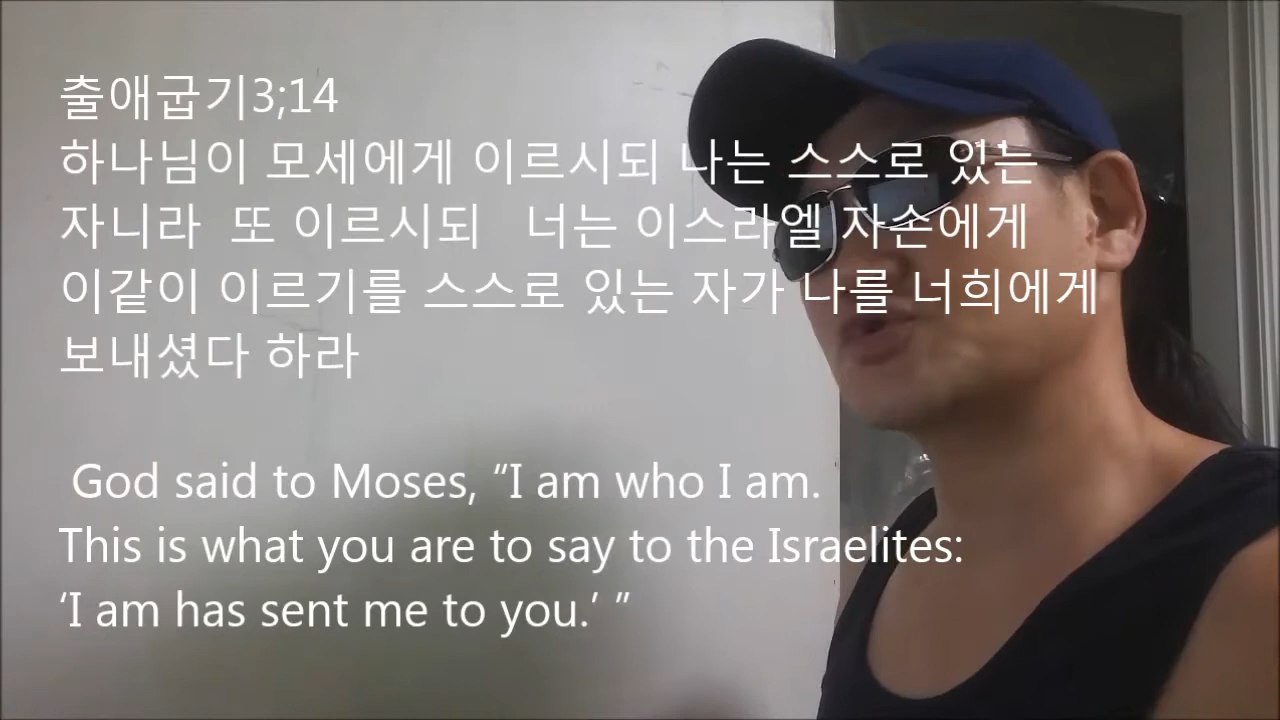 출애굽기3;14
하나님이 모세에게 이르시되 나는 스스로 있는
자니라 또 이르시되 너는 이스라엘 자손에게
이같이 이르기를 스스로 있는 자가 나를 너희에게
보내셨다 하라
God said to Moses, “I am who I am.
This is what you are to say to the Israelites:
‘I am has sent me to you.’ ”